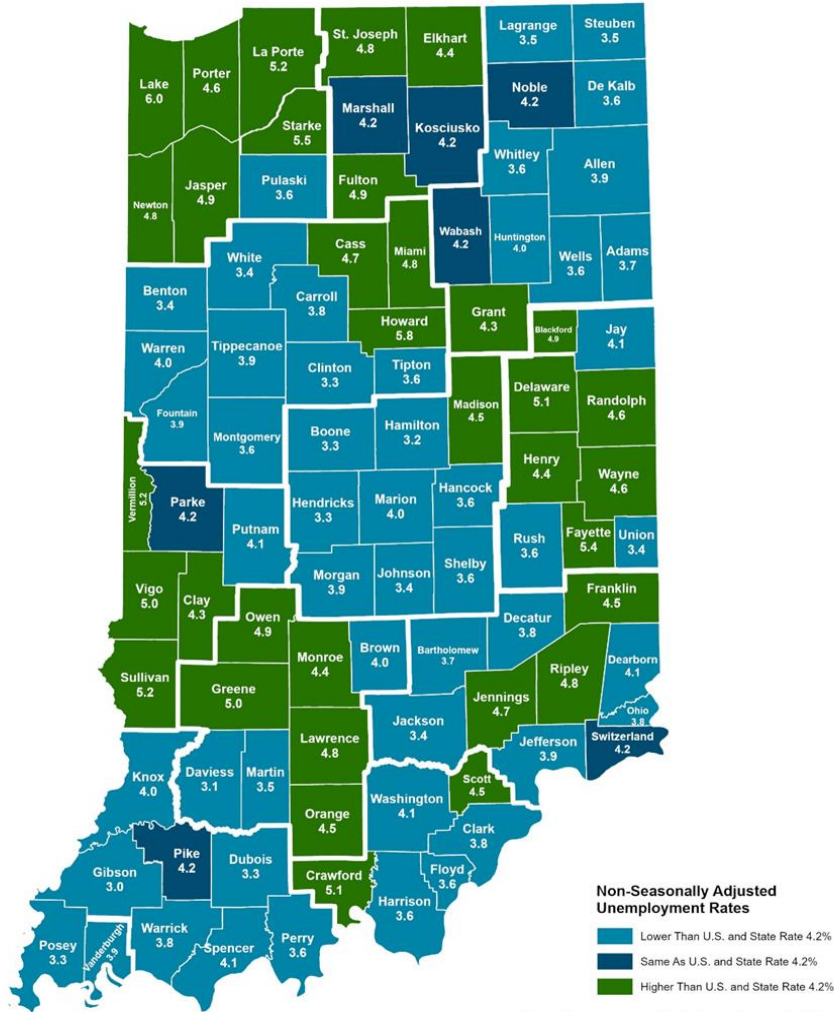 Lagrange
3.5
Steuben
3.5
St. Joseph
4.8
Elkhart
4.4
La Porte
5.2
Porter
4.6
Lake
6.0
Noble
4.2
De Kalb
3.6
Marshall
4.2
Kosciusko
4.2
Starke
5.5
Whitley
3.6
Allen
3.9
Pulaski
3.6
Fulton
4.9
Jasper
4.9
Newton
4.8
Wabash
4.2
Huntington
4.0
Wells
3.6
Adams
3.7
White
3.4
Cass
4.7
Miami
4.8
Benton
3.4
Carroll
3.8
Grant
4.3
Howard
5.8
Blackford
4.9
Jay
4.1
Warren
4.0
Tippecanoe
3.9
Clinton
3.3
Tipton
3.6
Fountain
3.9
Montgomery
3.6
Boone
3.3
Hamilton
3.2
Madison
4.5
Delaware
5.1
Randolph
4.6
Henry
4.4
Wayne
4.6
Vermillion
5.2
Parke
4.2
Putnam
4.1
Hendricks
3.3
Marion
4.0
Hancock
3.6
Rush
3.6
Fayette
5.4
Union
3.4
Morgan
3.9
Johnson
3.4
Shelby
3.6
Vigo
5.0
Clay
4.3
Owen
4.9
Franklin
4.5
Decatur
3.8
Monroe
4.4
Brown
4.0
Bartholomew
3.7
Sullivan
5.2
Greene
5.0
Jennings
4.7
Ripley
4.8
Dearborn
4.1
Ohio
3.8
Switzerland
4.2
Jackson
3.4
Lawrence
4.8
Jefferson
3.9
Knox
4.0
Daviess
3.1
Martin
3.5
Scott
4.5
Washington
4.1
Orange
4.5
Clark
3.8
Pike
4.2
Dubois
3.3
Gibson
3.0
Crawford
5.1
Floyd
3.6
Harrison
3.6
Posey
3.3
Vanderburgh
3.9
Warrick
3.8
Spencer
4.1
Perry
3.6
Non-Seasonally Adjusted
Unemployment Rates
Lower Than U.S. and State Rate 4.2%
Same As U.S. and State Rate 4.2%
Higher Than U.S. and State Rate 4.2%